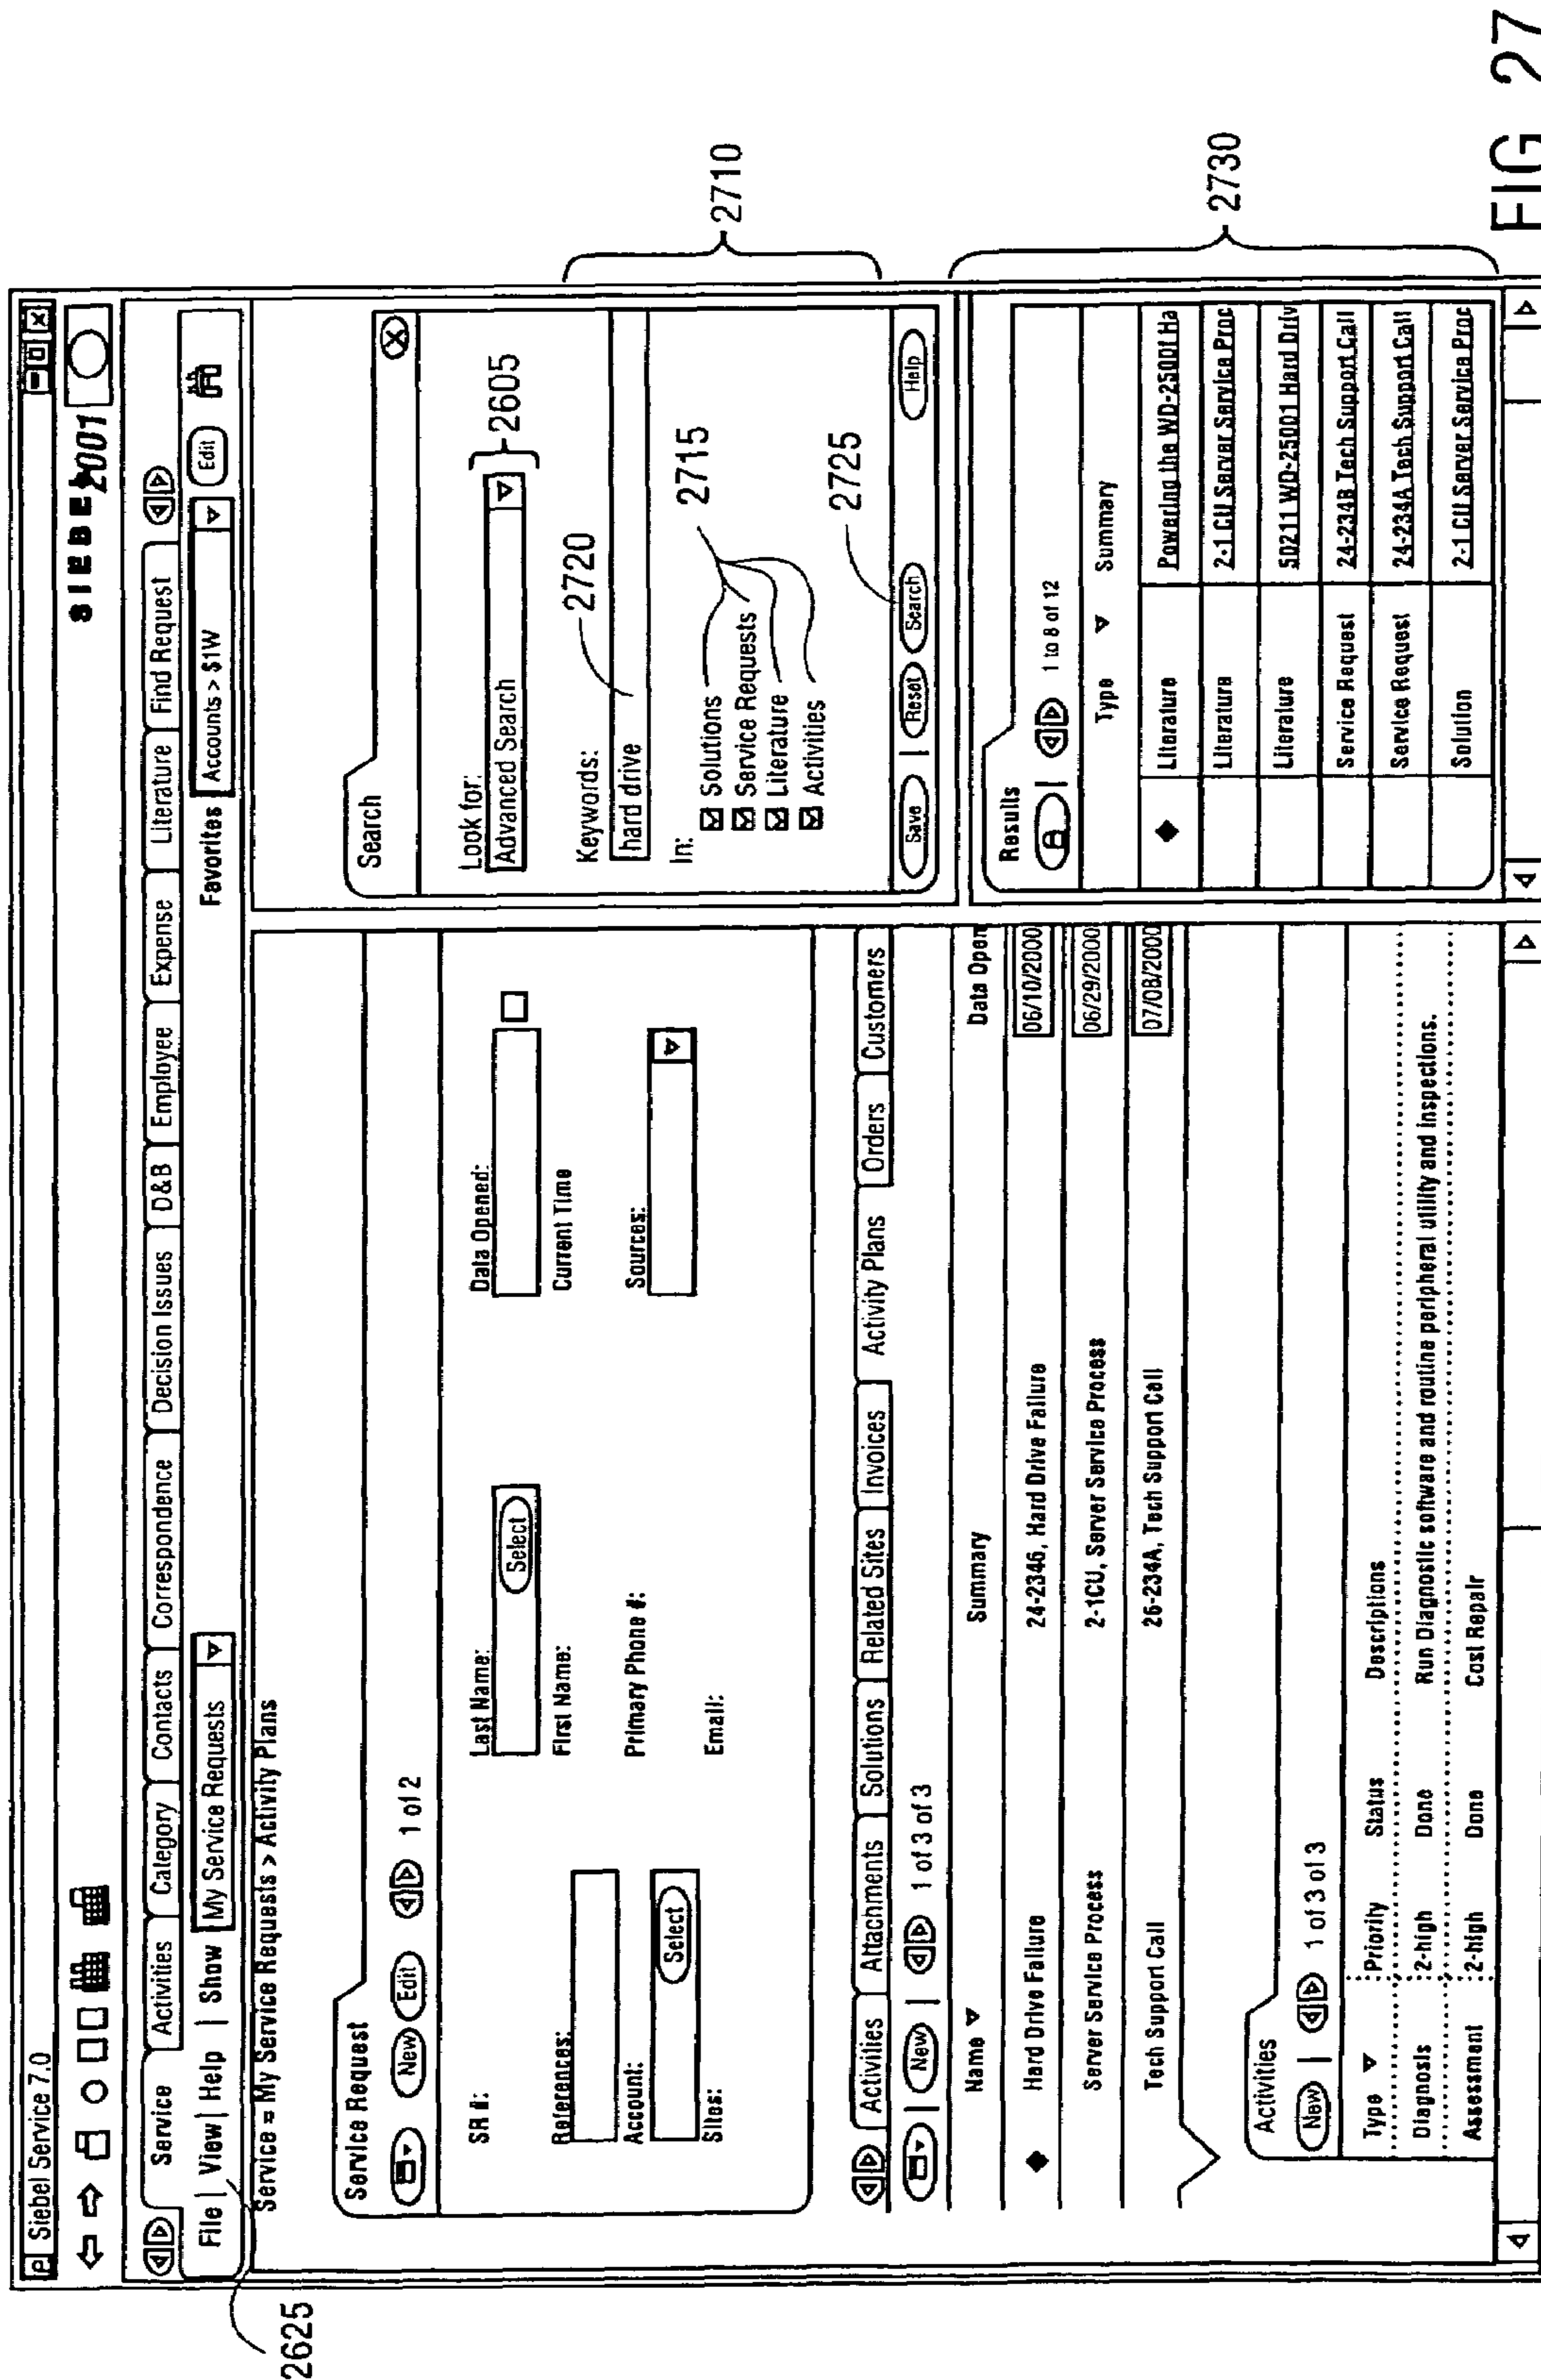 Siebel Service 7.0
SIEBEL 2001
Service Activities Category Contacts Correspondence Decision Issues D&B Employee Expense Literature Find Request
File | View | Help | Show My Service Requests Favorites Accounts > $1W Edit
2625
Service = My Service Requests > Activity Plans
Service Request
New Edit 1 of 2
SR #:
References:
Account:
Select
Sites:
Last Name:
Select
First Name:
Primary Phone #:
Email:
Data Opened:
Current Time
Sources:
Activities Attachments Solutions Related Sites Invoices Activity Plans Orders Customers
New | 1 of 3 of 3
Name Summary Data Open
Hard Drive Failure 24-2346, Hard Drive Failure 06/10/2000
Server Service Process 2-1CU, Server Service Process 06/29/2000
Tech Support Call 26-234A, Tech Support Call 07/08/2000
Activities
New | 1 of 3 of 3
Type Priority Status Descriptions
Diagnosis 2-high Done Run Diagnostic software and routine peripheral utility and inspections.
Assessment 2-high Done Cost Repair
Search
Look for:
Advanced Search
2605
Keywords:
hard drive
2720
In:
Solutions
Service Requests
Literature
Activities
2715
2725
Save | Reset Search Help
2710
Results
1 to 8 of 12
Type Summary
Literature Powering the WD-25001 Ha
Literature 2-1 CU Server Service Proc
Literature 50211 WD-25001 Hard Driv
Service Request 24-234B Tech Support Call
Service Request 24-234A Tech Support Call
Solution 2-1 CU Server Service Proc
2730
FIG. 27